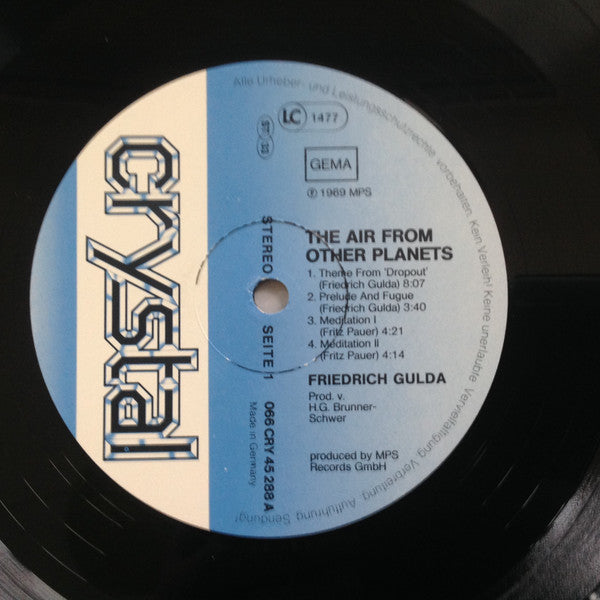 crystal
Alle Urheber- und Leistungsschutzrechte vorbehalten. Kein Verleih! Keine unerlaubte Vervielfältigung, Verbreitung, Aufführung, Sendung!
LC 1477
GEMA
℗ 1969 MPS
THE AIR FROM
OTHER PLANETS
1. Theme From 'Dropout'
(Friedrich Gulda) 8:07
2. Prelude And Fugue
(Friedrich Gulda) 3:40
3. Meditation I
(Fritz Pauer) 4:21
4. Meditation II
(Fritz Pauer) 4:14
FRIEDRICH GULDA
Prod. v.
H.G. Brunner-
Schwer
produced by MPS
Records GmbH
STEREO SEITE 1 066 CRY 45 288 A
Made in Germany